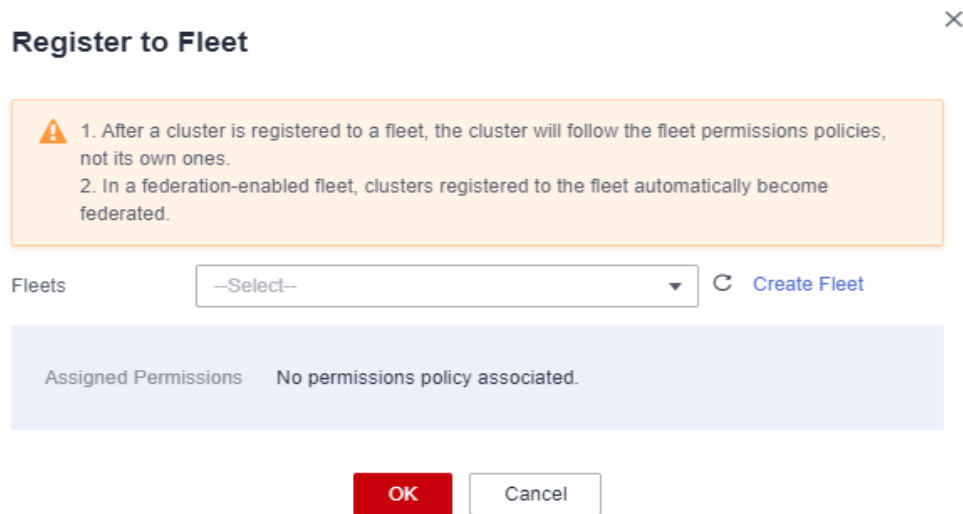 Register to Fleet
1. After a cluster is registered to a fleet, the cluster will follow the fleet permissions policies,
not its own ones.
2. In a federation-enabled fleet, clusters registered to the fleet automatically become
federated.
Fleets
--Select--
Create Fleet
Assigned Permissions No permissions policy associated.
OK Cancel